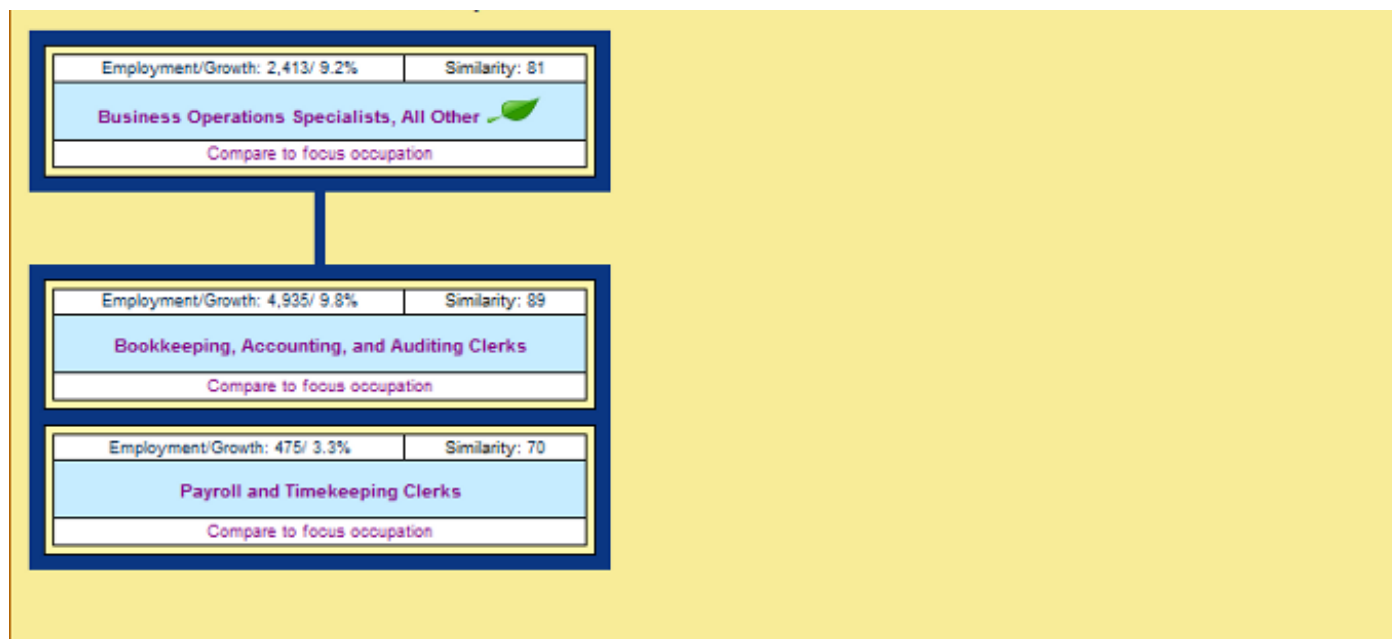 Employment/Growth: 2,413/ 9.2% Similarity: 81
Business Operations Specialists, All Other
Compare to focus occupation
Employment/Growth: 4,935/ 9.8% Similarity: 89
Bookkeeping, Accounting, and Auditing Clerks
Compare to focus occupation
Employment/Growth: 475/ 3.3% Similarity: 70
Payroll and Timekeeping Clerks
Compare to focus occupation